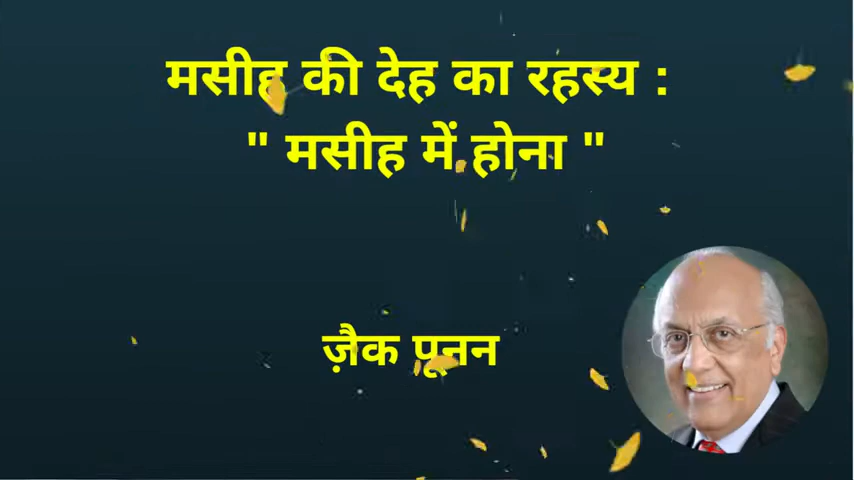 मसीह की देह का रहस्य :
" मसीह में होना "
ज़ैक पूनन